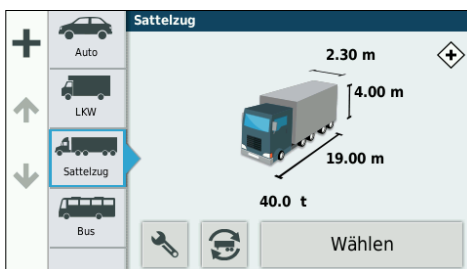 Sattelzug
Auto
LKW
Sattelzug
Bus
2.30 m
4.00 m
19.00 m
40.0 t
Wählen